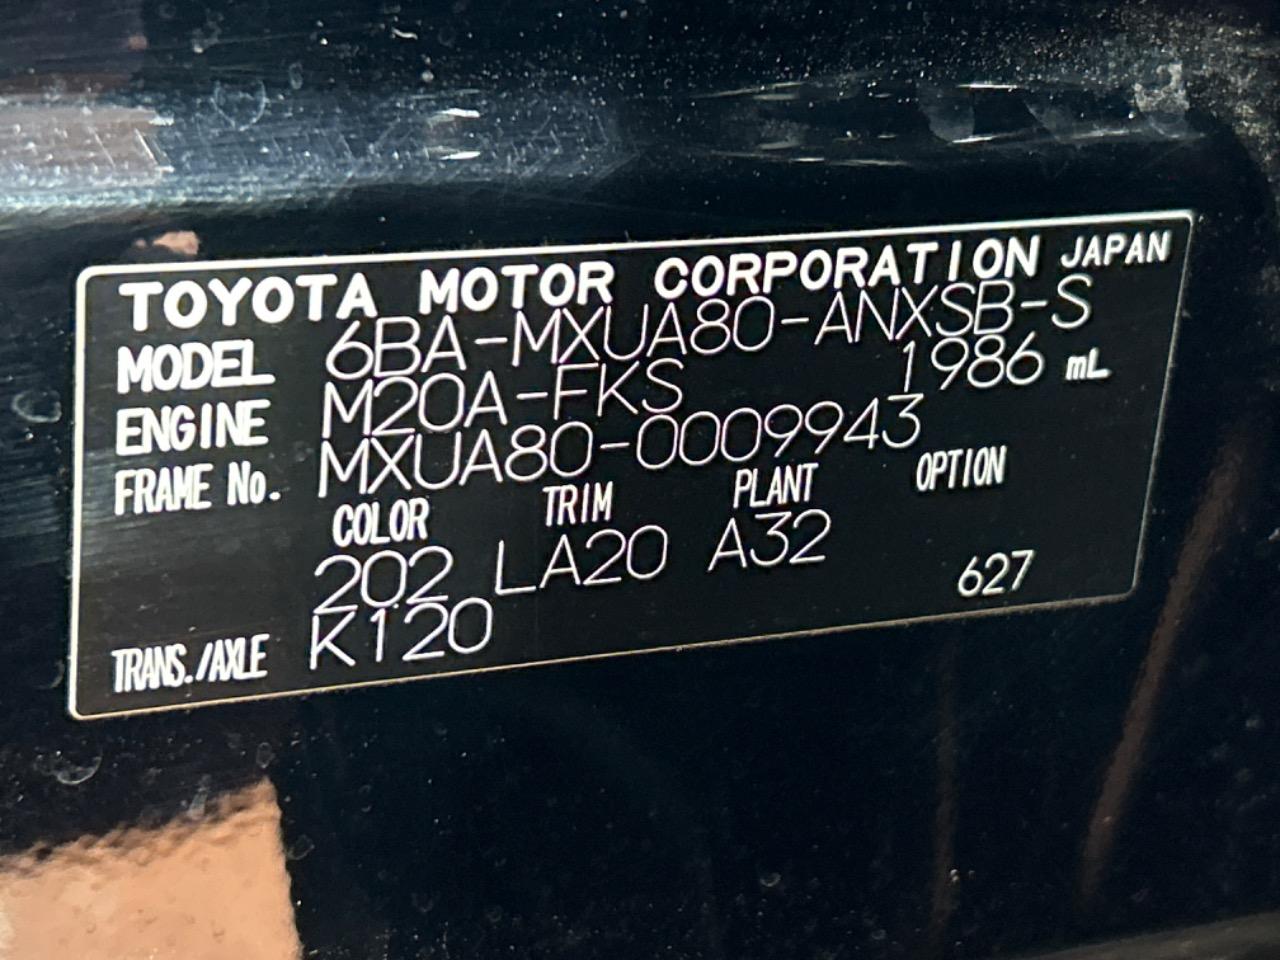 TOYOTA MOTOR CORPORATION JAPAN
MODEL 6BA-MXUA80-ANXSB-S
ENGINE M20A-FKS 1986 mL
FRAME No. MXUA80-0009943
COLOR TRIM PLANT OPTION
202 LA20 A32
TRANS./AXLE K120 627